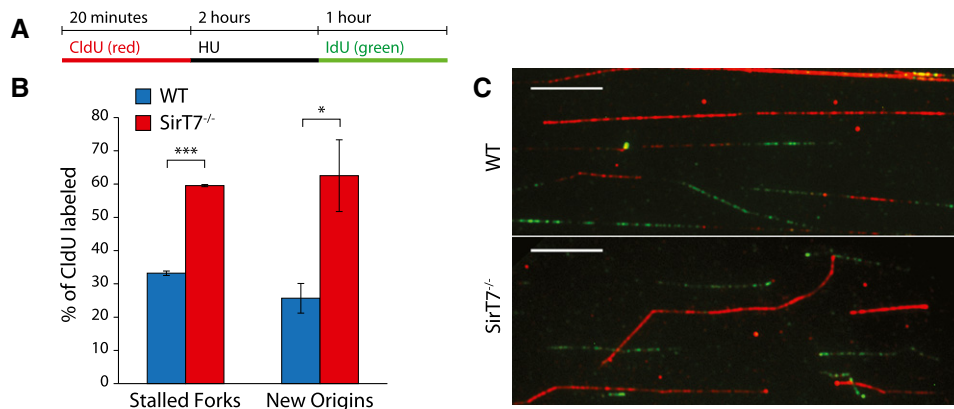 A
20 minutes 2 hours 1 hour
CldU (red) HU IdU (green)
B
WT
SirT7-/-
% of CldU labeled
80
70
60
50
40
30
20
10
0
***
*
Stalled Forks New Origins
C
WT
SirT7-/-